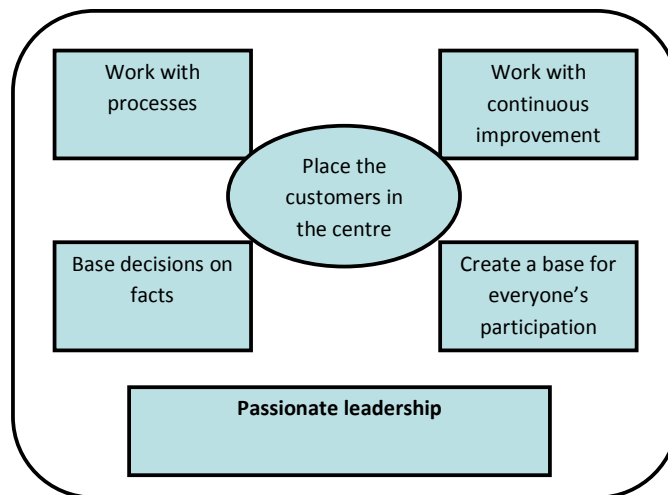 Work with
processes
Work with
continuous
improvement
Place the
customers in
the centre
Base decisions on
facts
Create a base for
everyone’s
participation
Passionate leadership